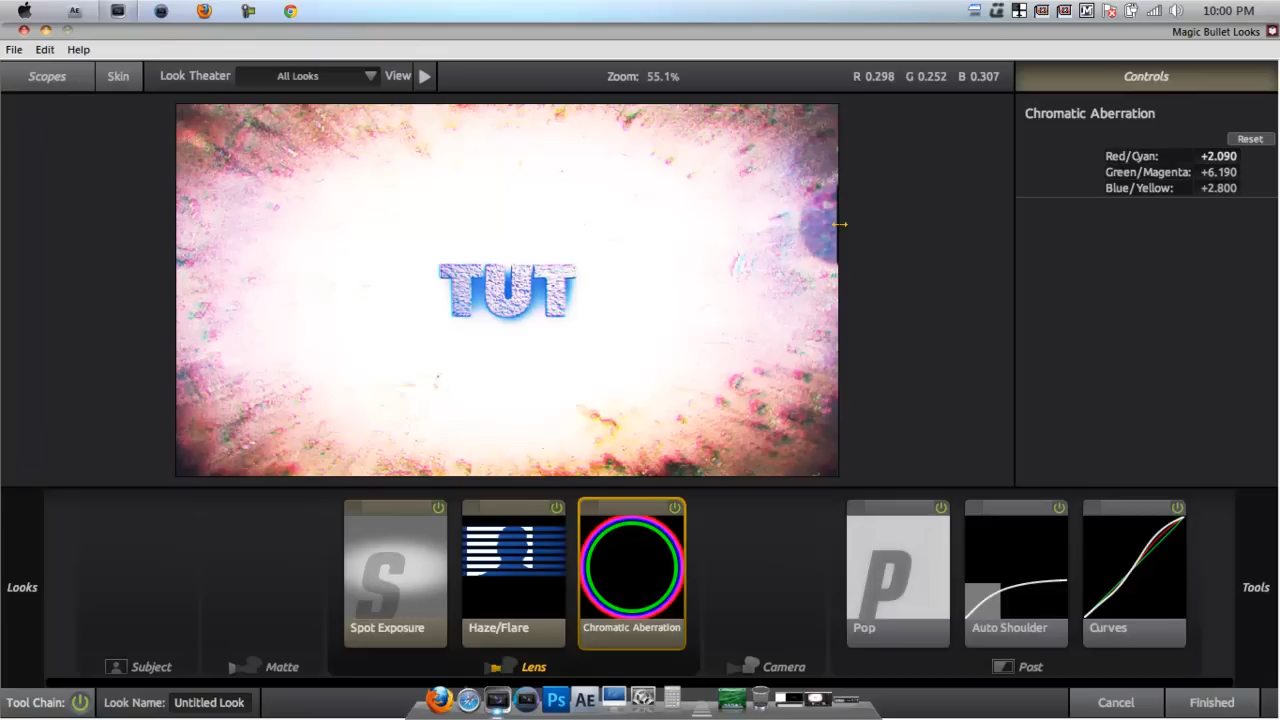 10:00 PM
Magic Bullet Looks
File Edit Help
Scopes Skin Look Theater All Looks View Zoom: 55.1% R 0.298 G 0.252 B 0.307 Controls
Chromatic Aberration
Reset
Red/Cyan: +2.090
Green/Magenta: +6.190
Blue/Yellow: +2.800
TUT
S P
Looks Tools
Spot Exposure Haze/Flare Chromatic Aberration Pop Auto Shoulder Curves
Subject Matte Lens Camera Post
Tool Chain: Look Name: Untitled Look Ps AE Cancel Finished